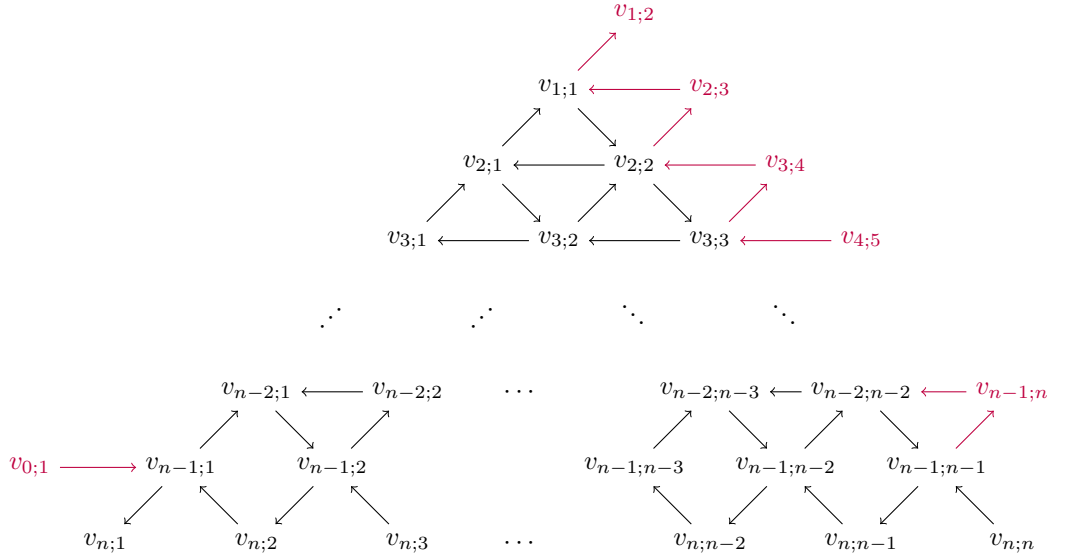 v_{1;2}
v_{1;1} v_{2;3}
v_{2;1} v_{2;2} v_{3;4}
v_{3;1} v_{3;2} v_{3;3} v_{4;5}
⋰ ⋰ ⋱ ⋱
v_{n−2;1} v_{n−2;2} ⋯ v_{n−2;n−3} v_{n−2;n−2} v_{n−1;n}
v_{0;1} v_{n−1;1} v_{n−1;2} v_{n−1;n−3} v_{n−1;n−2} v_{n−1;n−1}
v_{n;1} v_{n;2} v_{n;3} ⋯ v_{n;n−2} v_{n;n−1} v_{n;n}